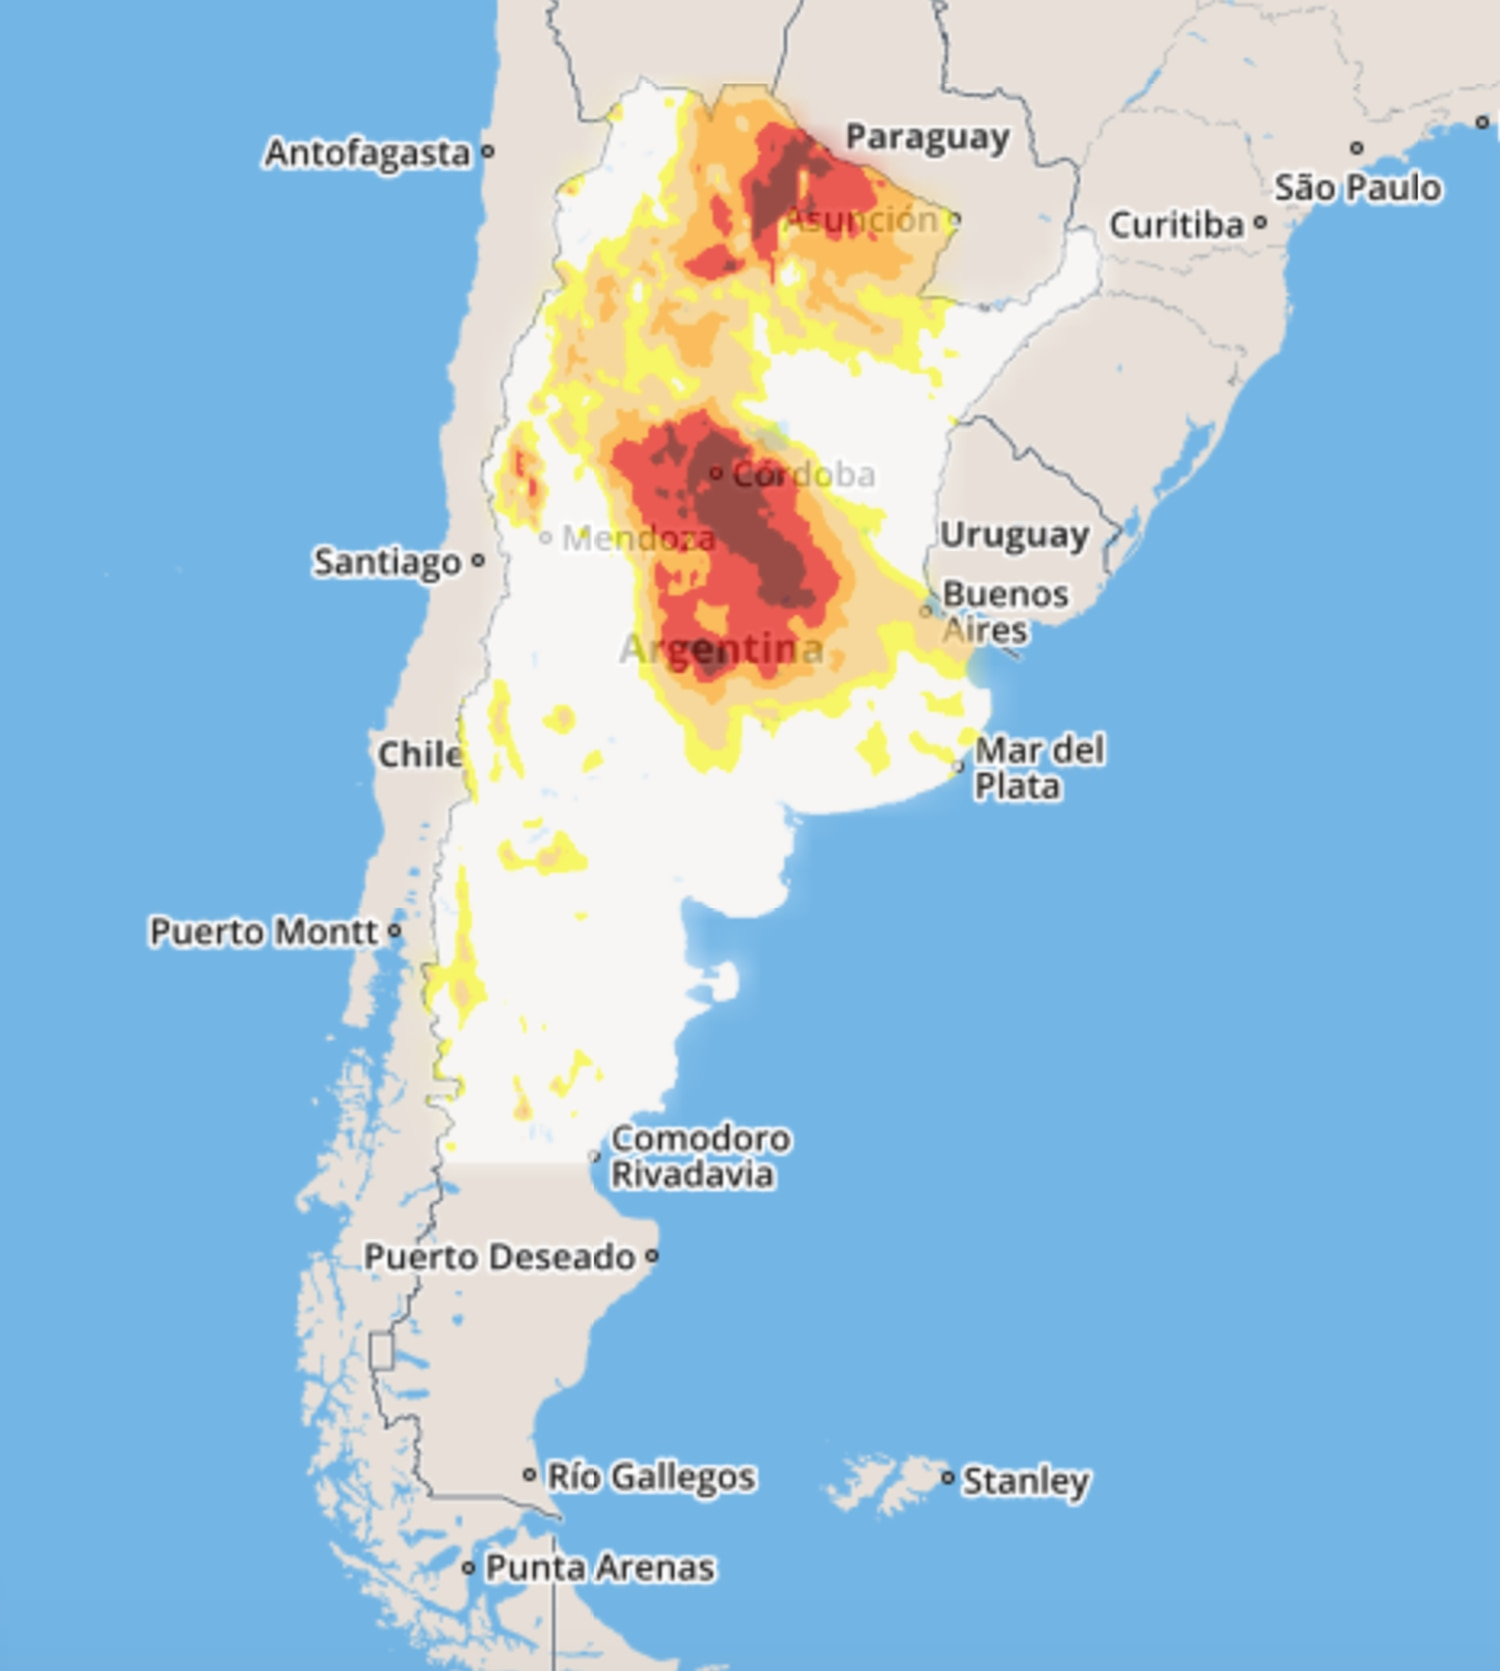 Paraguay
Antofagasta
São Paulo
Asunción
Curitiba
Córdoba
Mendoza
Uruguay
Santiago
Buenos
Aires
Argentina
Chile
Mar del
Plata
Puerto Montt
Comodoro
Rivadavia
Puerto Deseado
Río Gallegos
Stanley
Punta Arenas